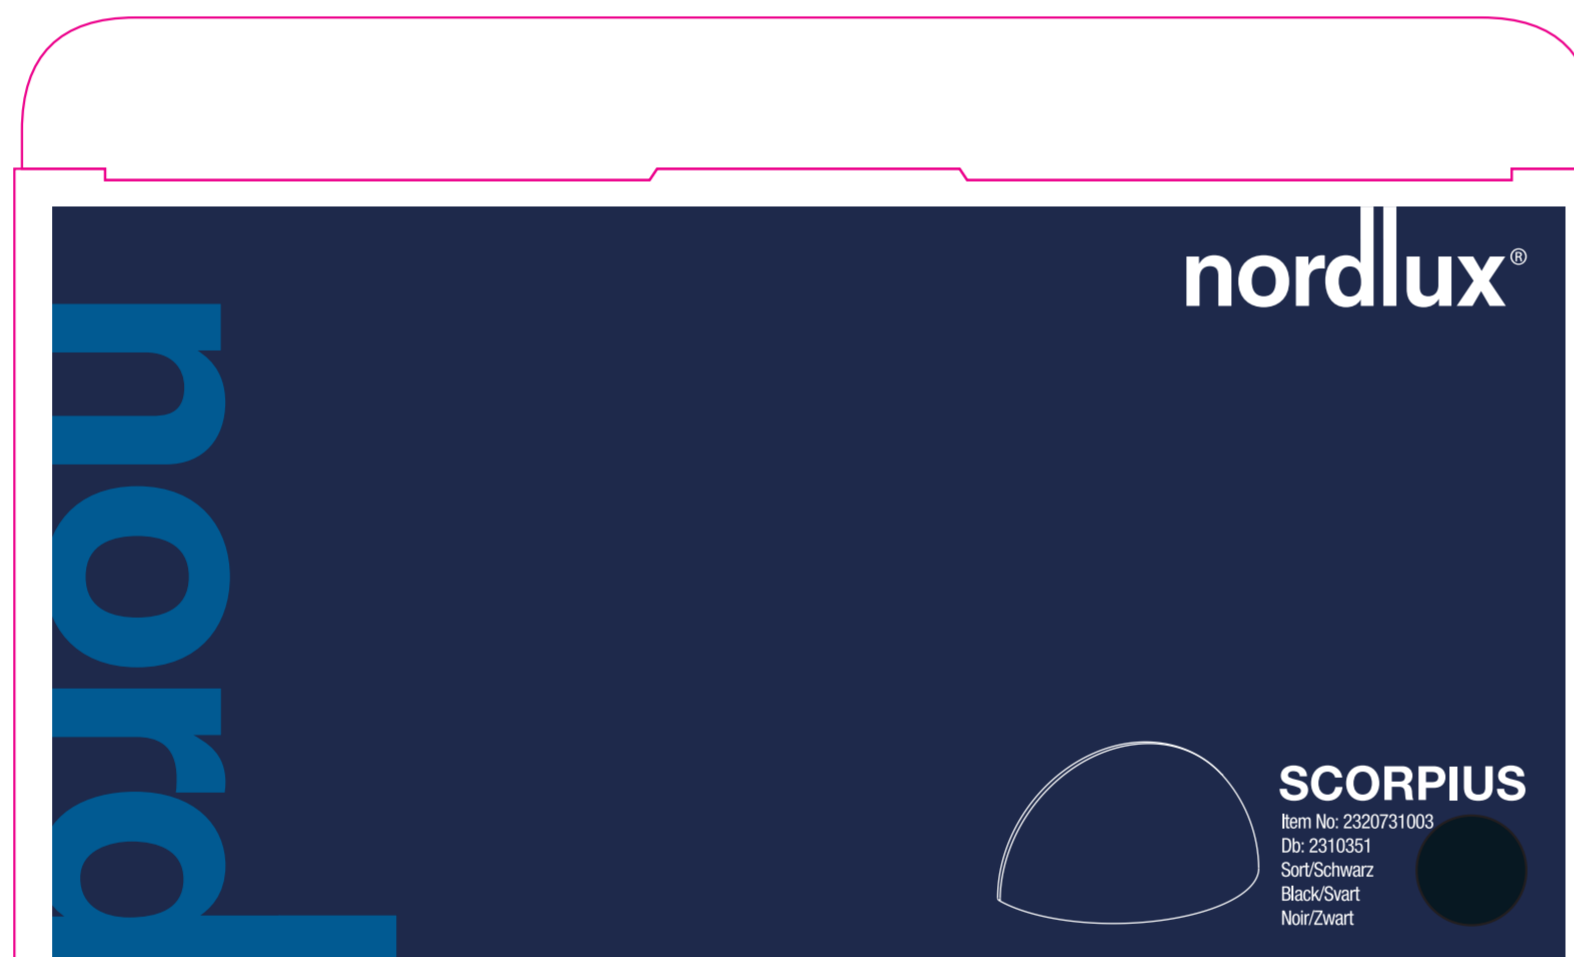 nordlux®
nord
SCORPIUS
Item No: 2320731003
Db: 2310351
Sort/Schwarz
Black/Svart
Noir/Zwart